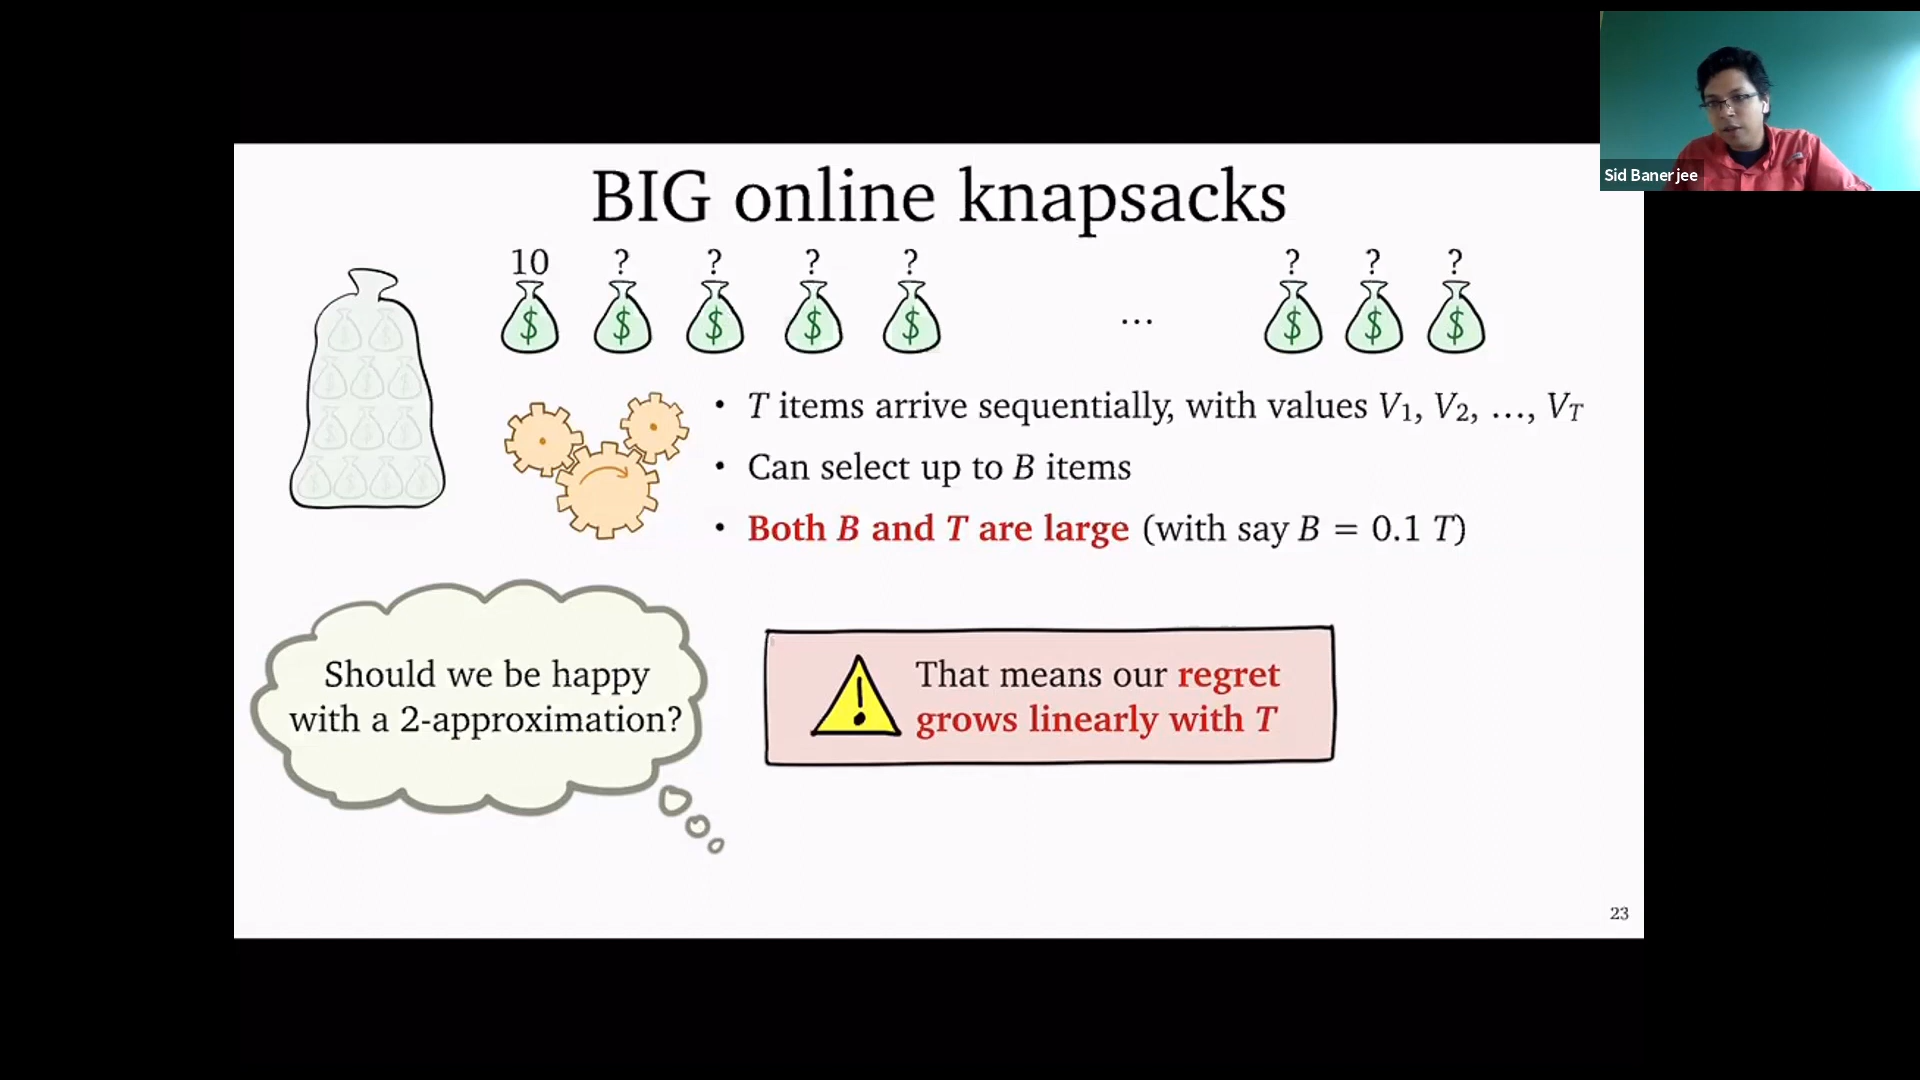 Sid Banerjee
BIG online knapsacks
10 ? ? ? ? ... ? ? ?
$ $ $ $ $ $ $ $
• T items arrive sequentially, with values V₁, V₂, ..., V_T
• Can select up to B items
• Both B and T are large (with say B = 0.1 T)
Should we be happy
with a 2-approximation?
! That means our regret
grows linearly with T
23